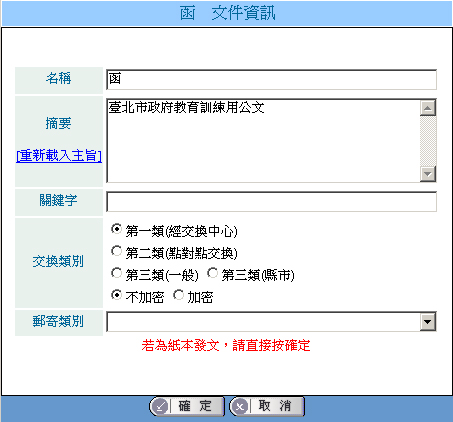 函 文件資訊
名稱 函
摘要 臺北市政府教育訓練用公文
[重新載入主旨]
關鍵字
交換類別 第一類(經交換中心)
第二類(點對點交換)
第三類(一般) 第三類(縣市)
不加密 加密
郵寄類別
若為紙本發文，請直接按確定
確定 取消